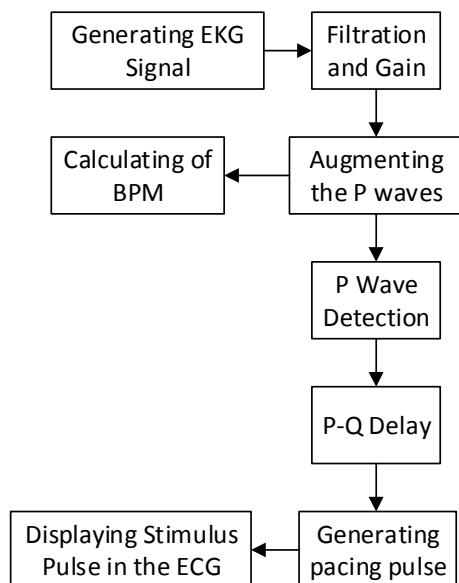 Generating EKG
Signal
Filtration
and Gain
Calculating of
BPM
Augmenting
the P waves
P Wave
Detection
P-Q Delay
Displaying Stimulus
Pulse in the ECG
Generating
pacing pulse